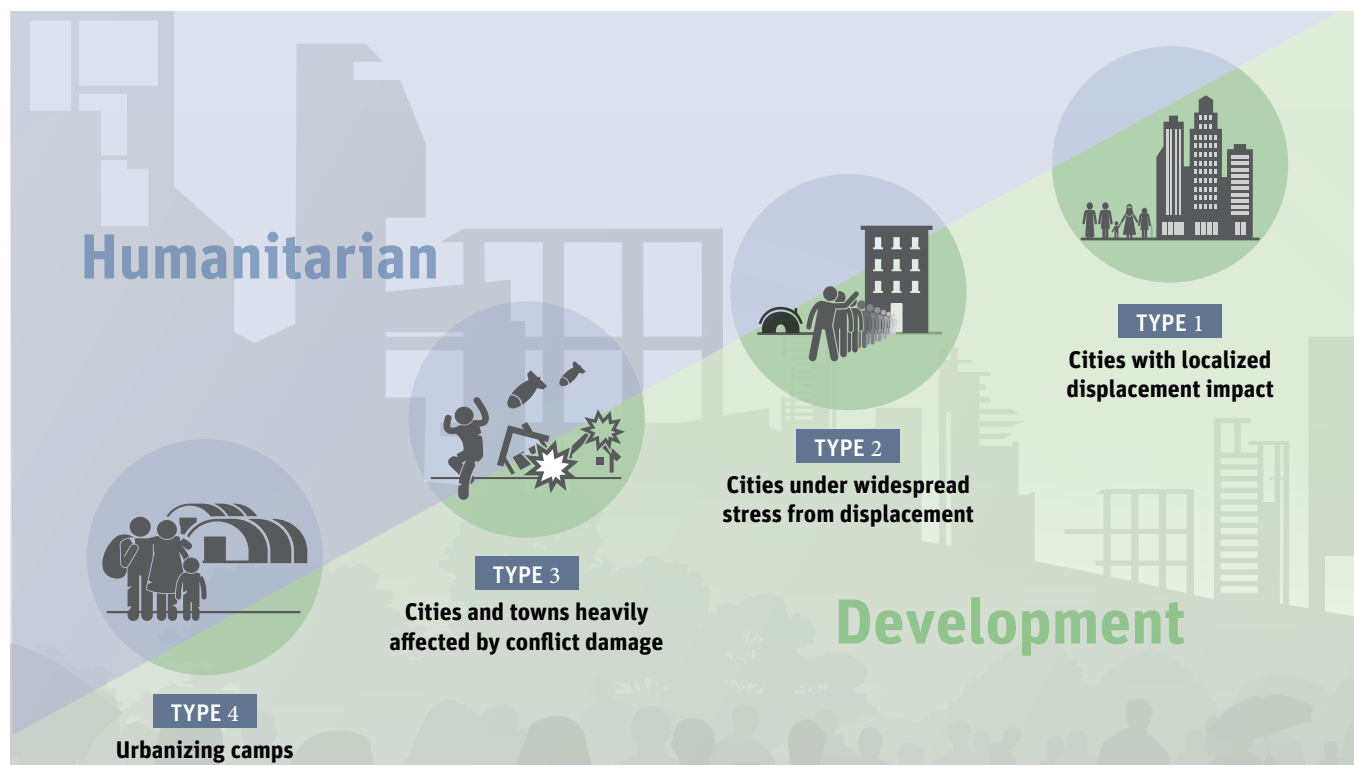 Humanitarian
TYPE 1
Cities with localized
displacement impact
TYPE 2
Cities under widespread
stress from displacement
TYPE 3
Cities and towns heavily
affected by conflict damage
Development
TYPE 4
Urbanizing camps